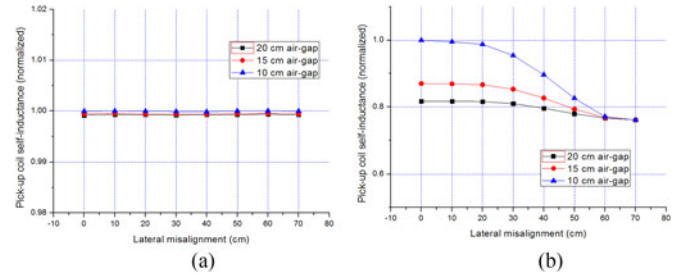 1.02
1.01
1.00
0.99
0.98
Pick-up coil self-inductance (normalized)
20 cm air-gap
15 cm air-gap
10 cm air-gap
-10 0 10 20 30 40 50 60 70 80
Lateral misalignment (cm)
(a)
1.0
0.8
0.6
Pick-up coil self-inductance (normalized)
20 cm air-gap
15 cm air-gap
10 cm air-gap
-10 0 10 20 30 40 50 60 70 80
Lateral misalignment (cm)
(b)